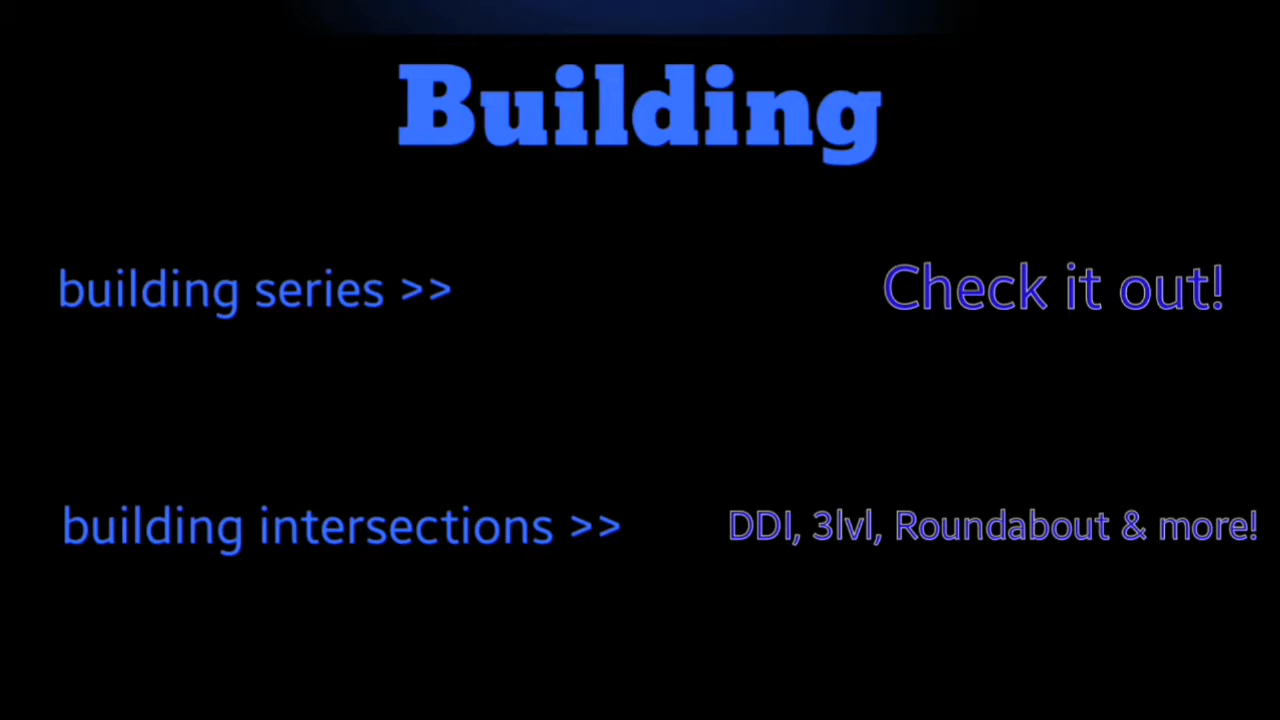 Building
building series >>
Check it out!
building intersections >>
DDI, 3lvl, Roundabout & more!